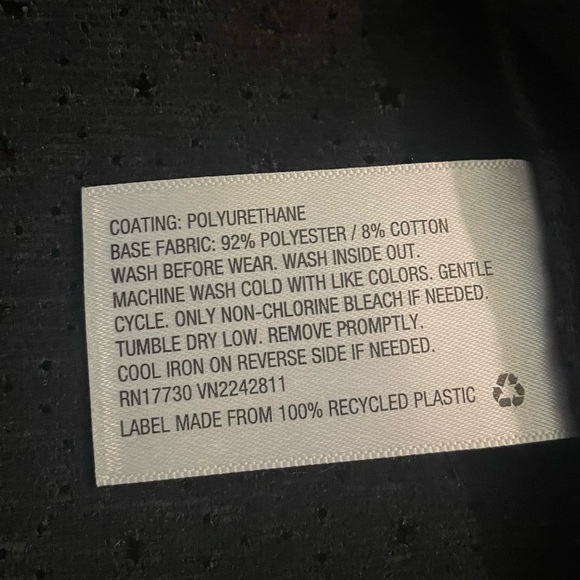 COATING: POLYURETHANE
BASE FABRIC: 92% POLYESTER / 8% COTTON
WASH BEFORE WEAR. WASH INSIDE OUT.
MACHINE WASH COLD WITH LIKE COLORS. GENTLE
CYCLE. ONLY NON-CHLORINE BLEACH IF NEEDED.
TUMBLE DRY LOW. REMOVE PROMPTLY.
COOL IRON ON REVERSE SIDE IF NEEDED.
RN17730 VN2242811
LABEL MADE FROM 100% RECYCLED PLASTIC